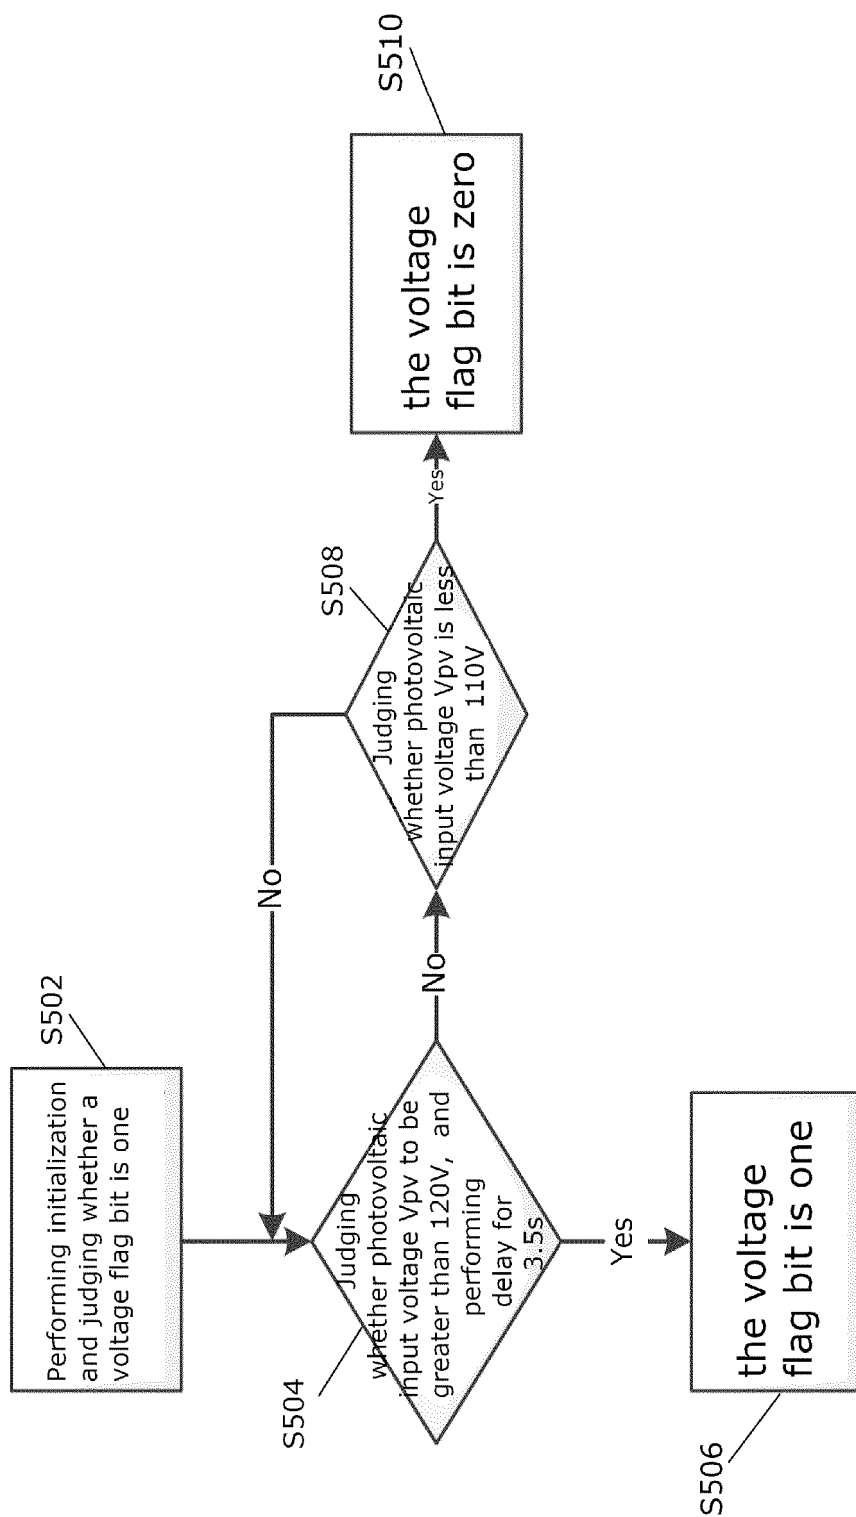 S502
Performing initialization
and judging whether a
voltage flag bit is one
No
S504
Judging
whether photovoltaic
input voltage Vpv to be
greater than 120V, and
performing
delay for
3.5s
No
S508
Judging
whether photovoltaic
input voltage Vpv is less
than 110V
Yes
S510
the voltage
flag bit is zero
Yes
S506
the voltage
flag bit is one